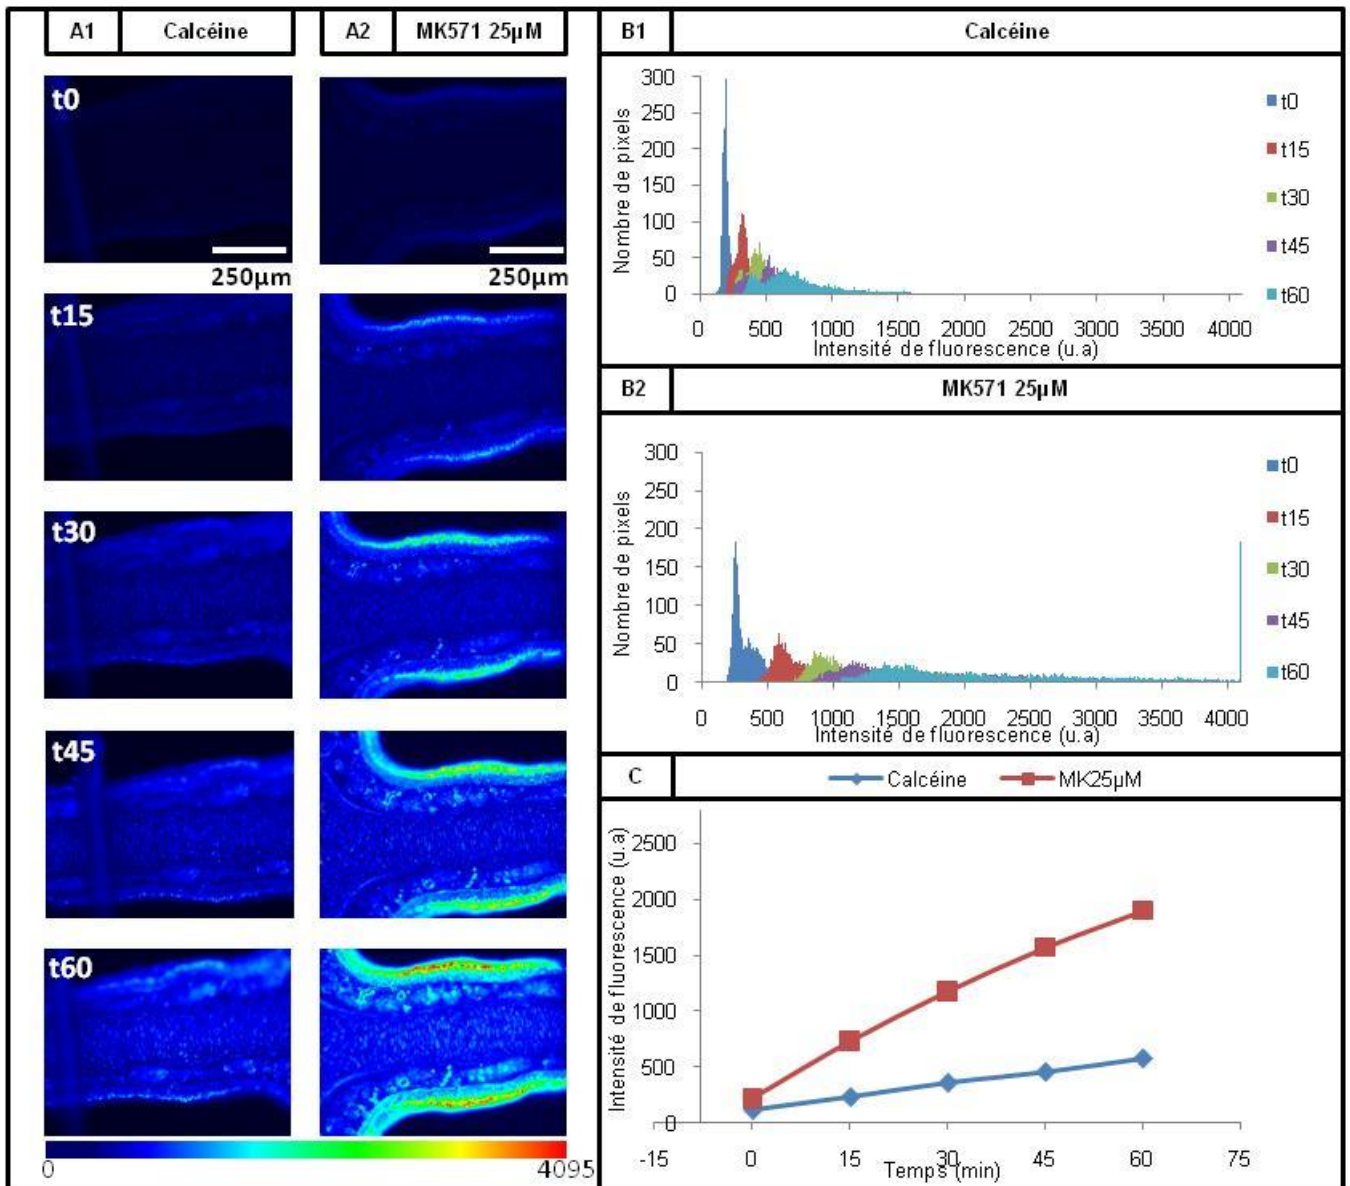 A1 Calcéine A2 MK571 25µM
t0
250µm 250µm
t15
t30
t45
t60
0 4095
B1 Calcéine
Nombre de pixels
300
250
200
150
100
50
0
0 500 1000 1500 2000 2500 3000 3500 4000
Intensité de fluorescence (u.a)
t0
t15
t30
t45
t60
B2 MK571 25µM
Nombre de pixels
300
250
200
150
100
50
0
0 500 1000 1500 2000 2500 3000 3500 4000
Intensité de fluorescence (u.a)
t0
t15
t30
t45
t60
C Calcéine MK25µM
Intensité de fluorescence (u.a)
2500
2000
1500
1000
500
0
-15 0 15 30 45 60 75
Temps (min)